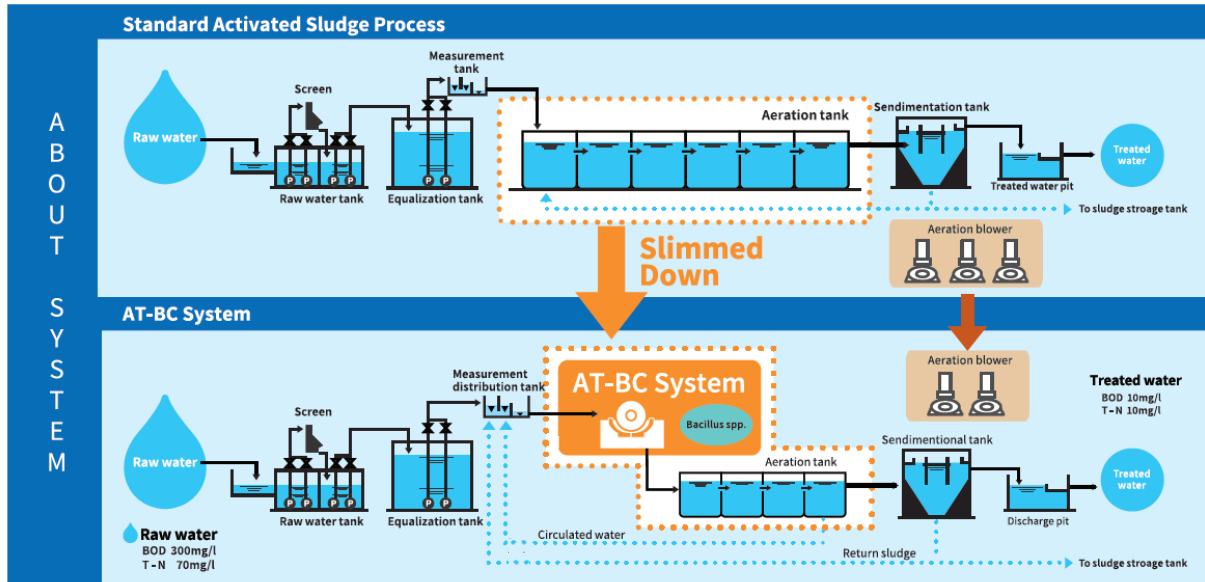 ABOUT SYSTEM
Standard Activated Sludge Process
Raw water
Screen
Raw water tank
Equalization tank
Measurement
tank
Aeration tank
Sendimentation tank
Treated water pit
Treated
water
To sludge stroage tank
P P P P
P P
Aeration blower
Slimmed
Down
AT-BC System
Raw water
Screen
Raw water tank
Equalization tank
Measurement
distribution tank
AT-BC System
Bacillus spp.
Aeration tank
Aeration blower
Sendimentional tank
Discharge pit
Treated water
BOD 10mg/l
T-N 10mg/l
Treated
water
P P P P
P P
Circulated water
Return sludge
To sludge stroage tank
Raw water
BOD 300mg/l
T-N 70mg/l